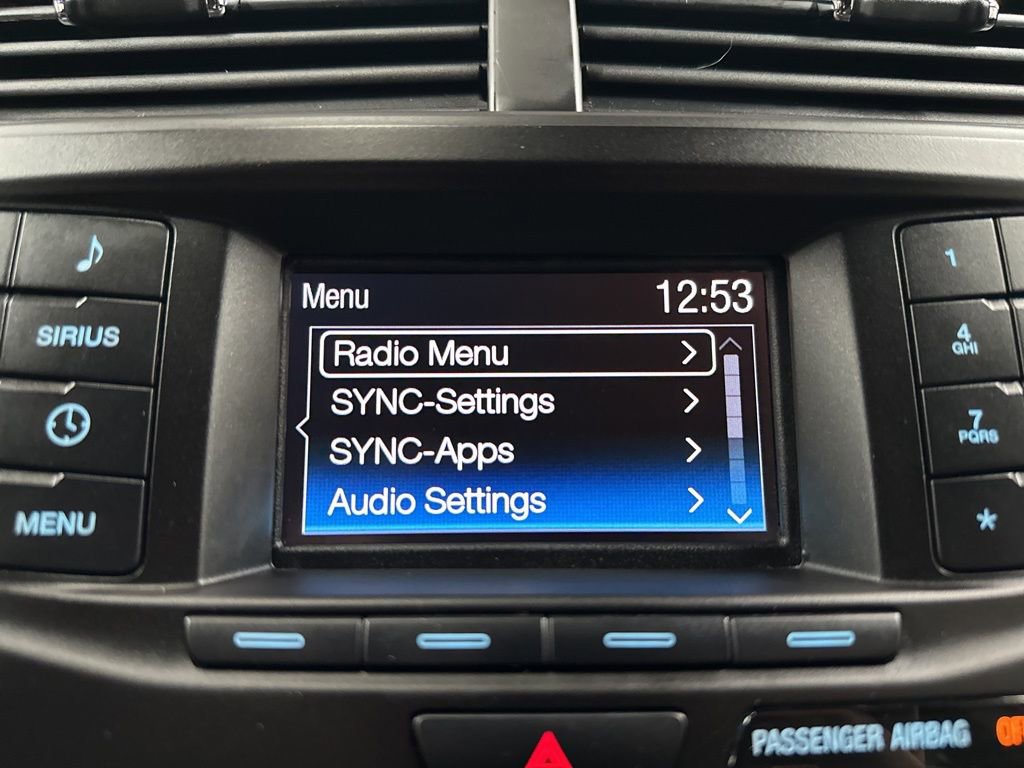 Menu 12:53
Radio Menu
SYNC-Settings
SYNC-Apps
Audio Settings
SIRIUS
MENU
1
4
GHI
7
PQRS
*
PASSENGER AIRBAG